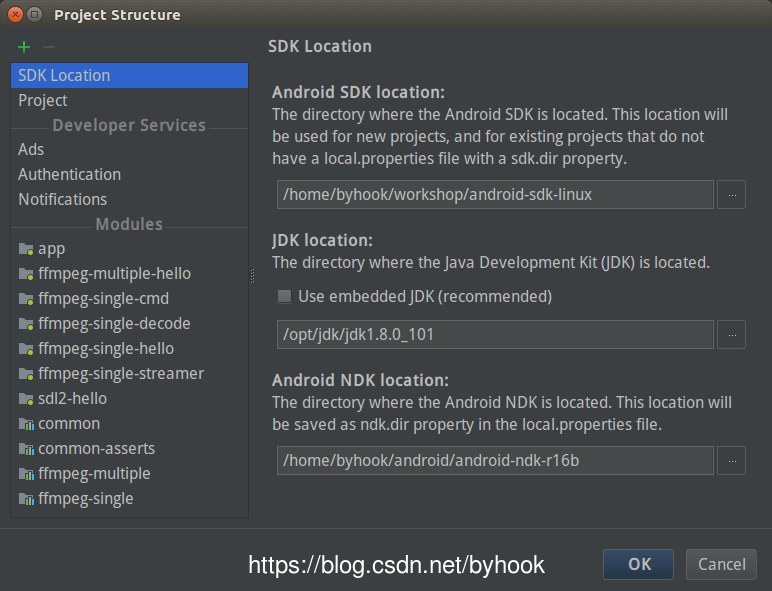 Project Structure
SDK Location
Project
Developer Services
Ads
Authentication
Notifications
Modules
app
ffmpeg-multiple-hello
ffmpeg-single-cmd
ffmpeg-single-decode
ffmpeg-single-hello
ffmpeg-single-streamer
sdl2-hello
common
common-asserts
ffmpeg-multiple
ffmpeg-single
SDK Location
Android SDK location:
The directory where the Android SDK is located. This location will
be used for new projects, and for existing projects that do not
have a local.properties file with a sdk.dir property.
/home/byhook/workshop/android-sdk-linux
...
JDK location:
The directory where the Java Development Kit (JDK) is located.
Use embedded JDK (recommended)
/opt/jdk/jdk1.8.0_101
...
Android NDK location:
The directory where the Android NDK is located. This location will
be saved as ndk.dir property in the local.properties file.
/home/byhook/android/android-ndk-r16b
...
https://blog.csdn.net/byhook
OK
Cancel